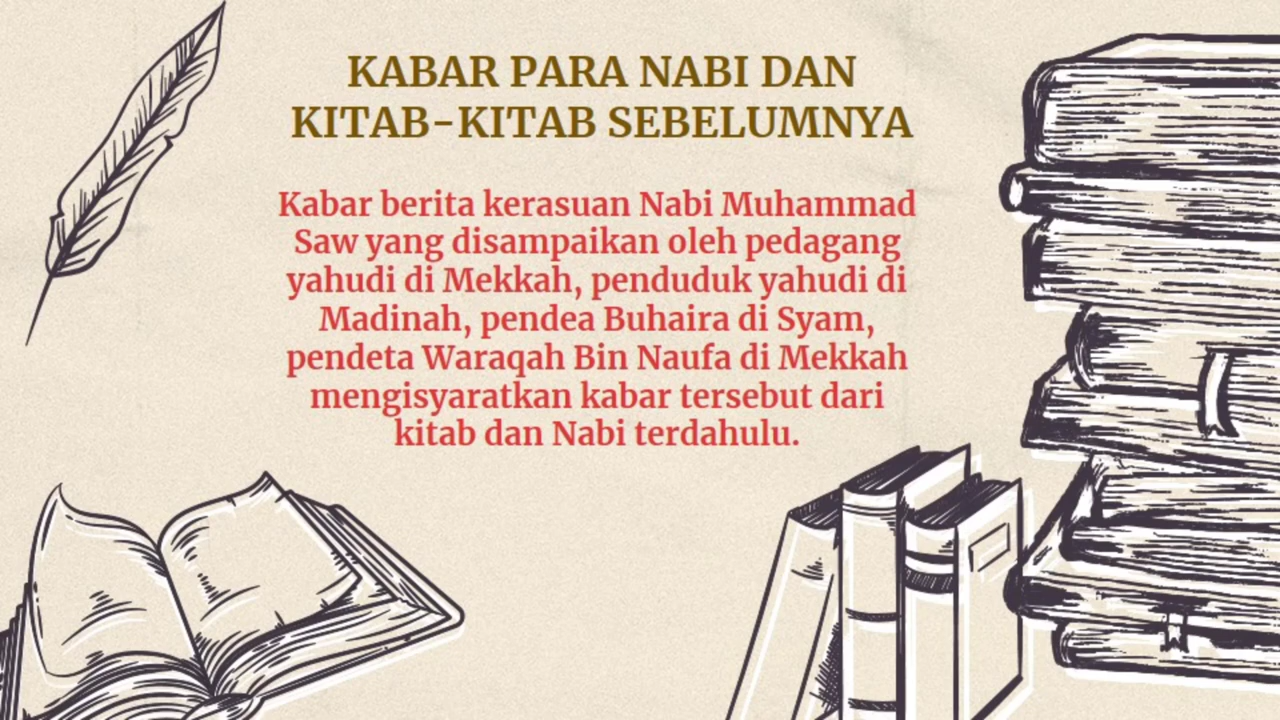 KABAR PARA NABI DAN
KITAB-KITAB SEBELUMNYA
Kabar berita kerasuan Nabi Muhammad
Saw yang disampaikan oleh pedagang
yahudi di Mekkah, penduduk yahudi di
Madinah, pendea Buhaira di Syam,
pendeta Waraqah Bin Naufa di Mekkah
mengisyaratkan kabar tersebut dari
kitab dan Nabi terdahulu.